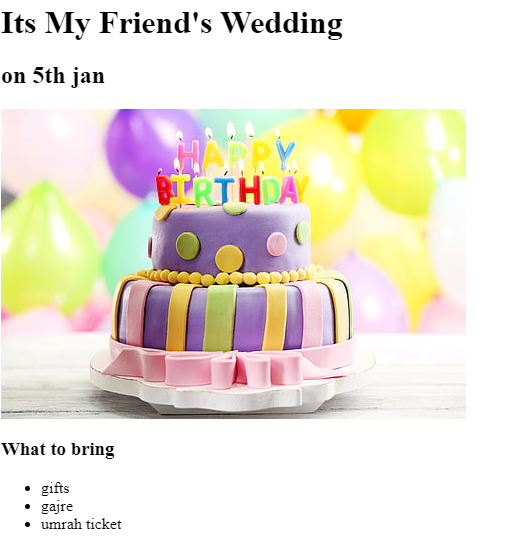 Its My Friend's Wedding
on 5th jan
HAPPY
BIRTHDAY
What to bring
gifts
gajre
umrah ticket